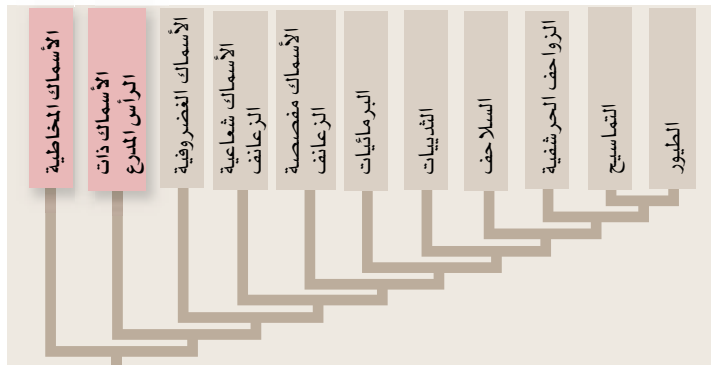 الأسماك المخاطية
الأسماك ذات
الرأس المدرع
الأسماك الغضروفية
الأسماك شعاعية
الزعانف
الأسماك مفصصة
الزعانف
البرمائيات
الثدييات
السلاحف
الزواحف الحرشفية
التماسيح
الطيور